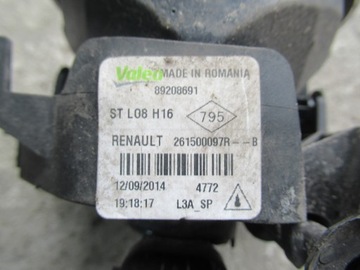 Valeo MADE IN ROMANIA
89208691
ST L08 H16 795
RENAULT 261500097R--B
12/09/2014 4772
19:18:17 L3A_SP